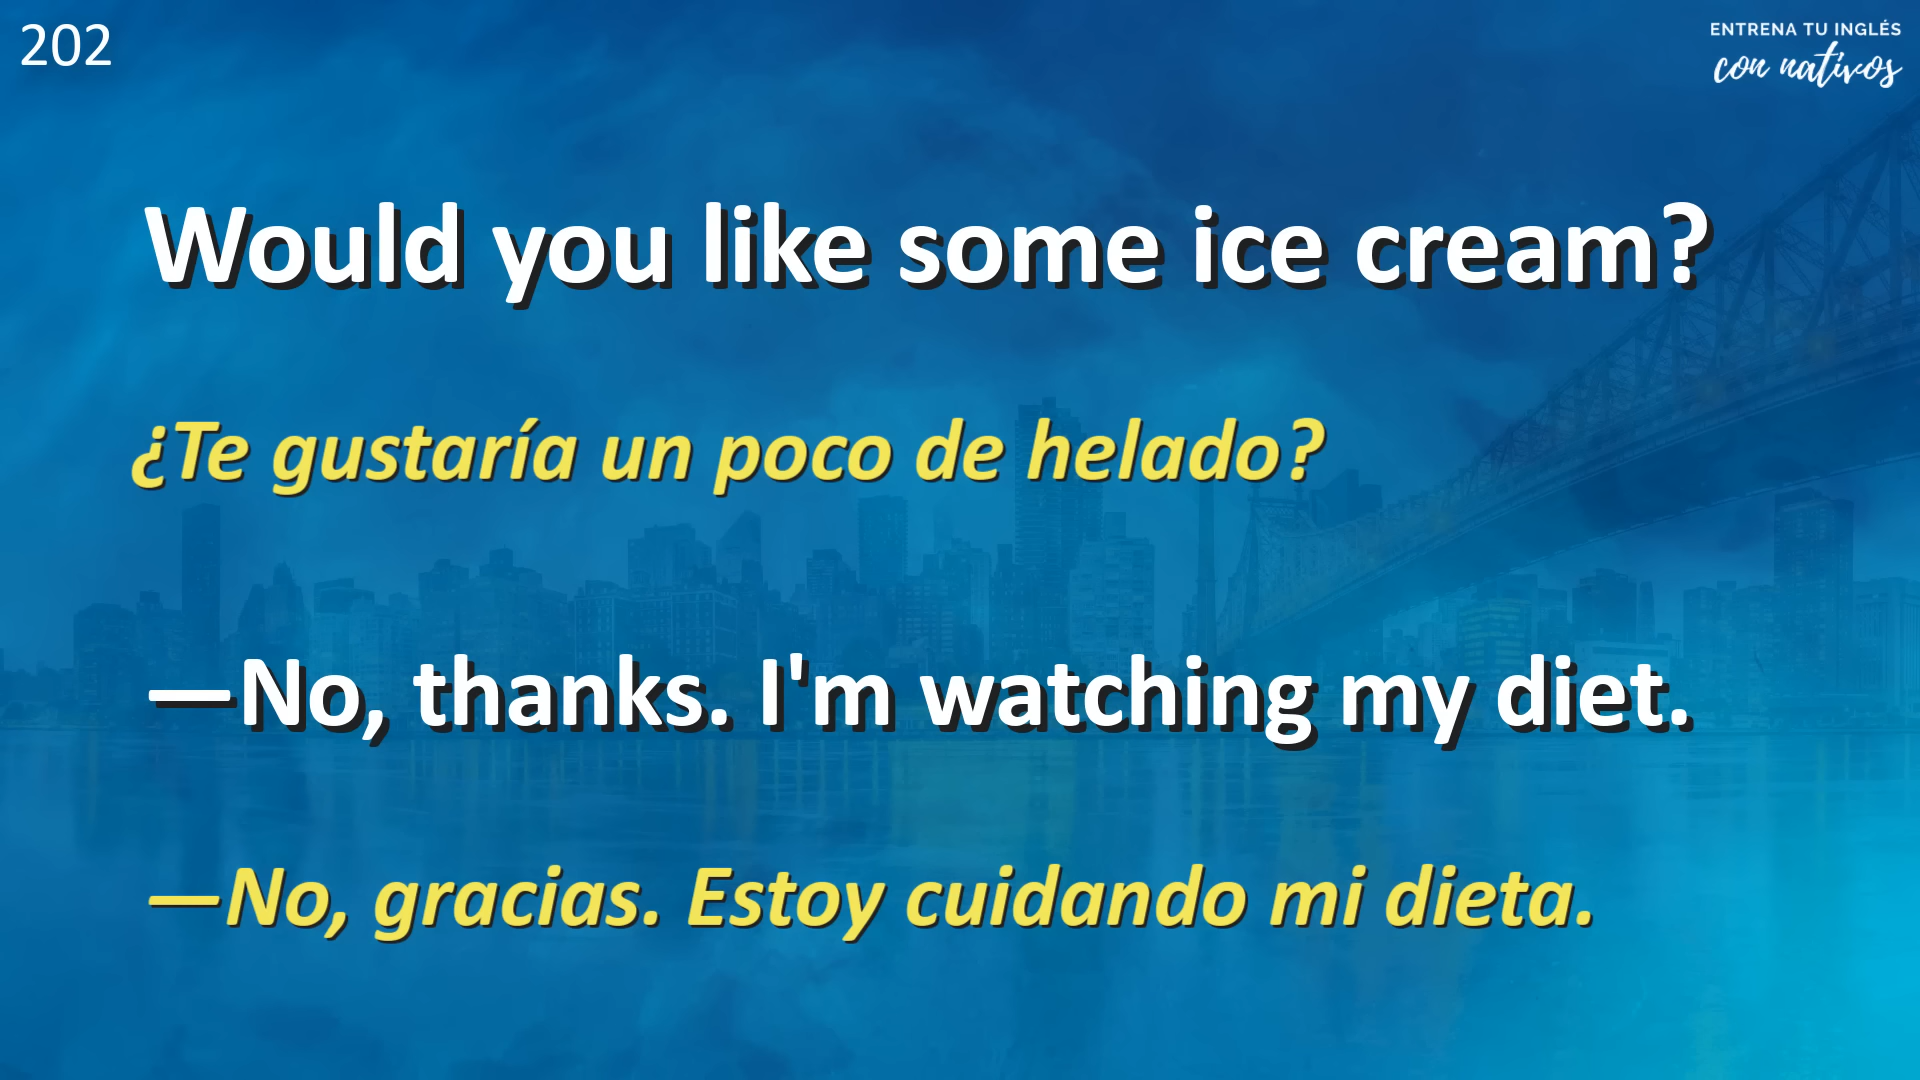 202
ENTRENA TU INGLÉS
con nativos
Would you like some ice cream?
¿Te gustaría un poco de helado?
—No, thanks. I'm watching my diet.
—No, gracias. Estoy cuidando mi dieta.